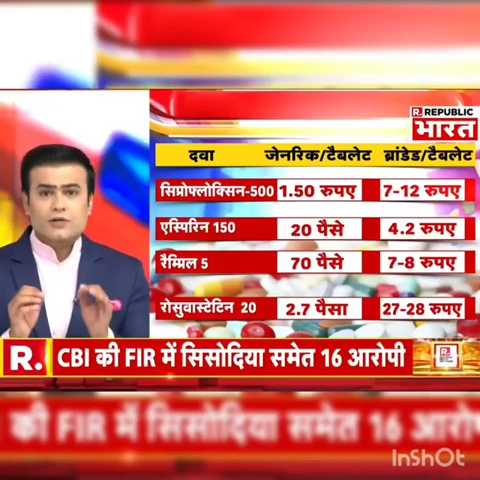 R. REPUBLIC
भारत
दवा जेनरिक/टैबलेट ब्रांडेड/टैबलेट
सिप्रोफ्लोक्सिन-500 1.50 रुपए 7-12 रुपए
एस्पिरिन 150 20 पैसे 4.2 रुपए
रैम्प्रिल 5 70 पैसे 7-8 रुपए
रोसुवास्टेटिन 20 2.7 पैसा 27-28 रुपए
R. CBI की FIR में सिसोदिया समेत 16 आरोपी
की FIR में सिसोदिया समेत 16 आरोप
InShOt